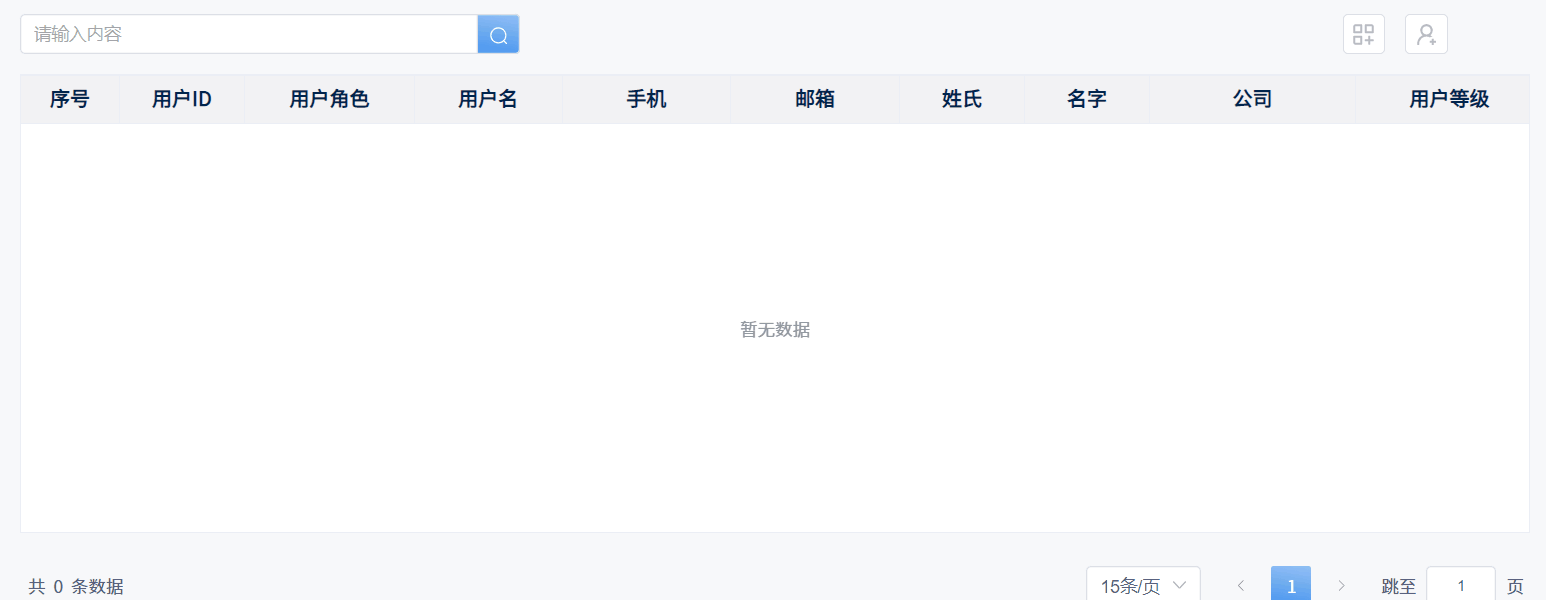 请输入内容
序号 用户ID 用户角色 用户名 手机 邮箱 姓氏 名字 公司 用户等级
暂无数据
共 0 条数据 15条/页 1 跳至 1 页